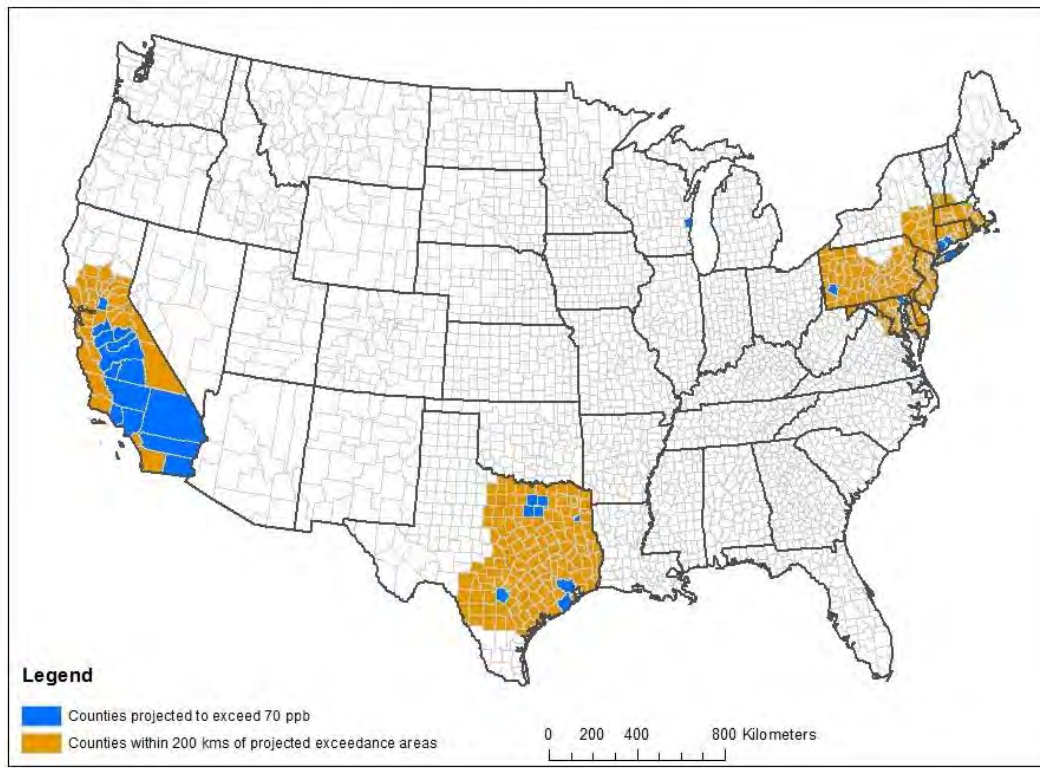 Legend
Counties projected to exceed 70 ppb
Counties within 200 kms of projected exceedance areas
0 200 400 800 Kilometers